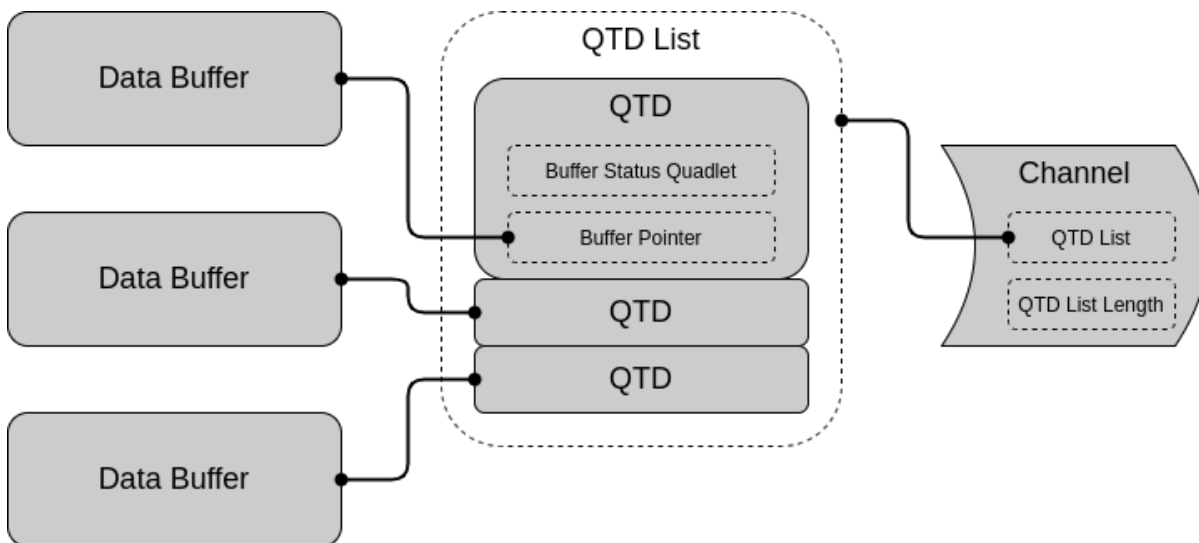 Data Buffer
Data Buffer
Data Buffer
QTD List
QTD
Buffer Status Quadlet
Buffer Pointer
QTD
QTD
Channel
QTD List
QTD List Length